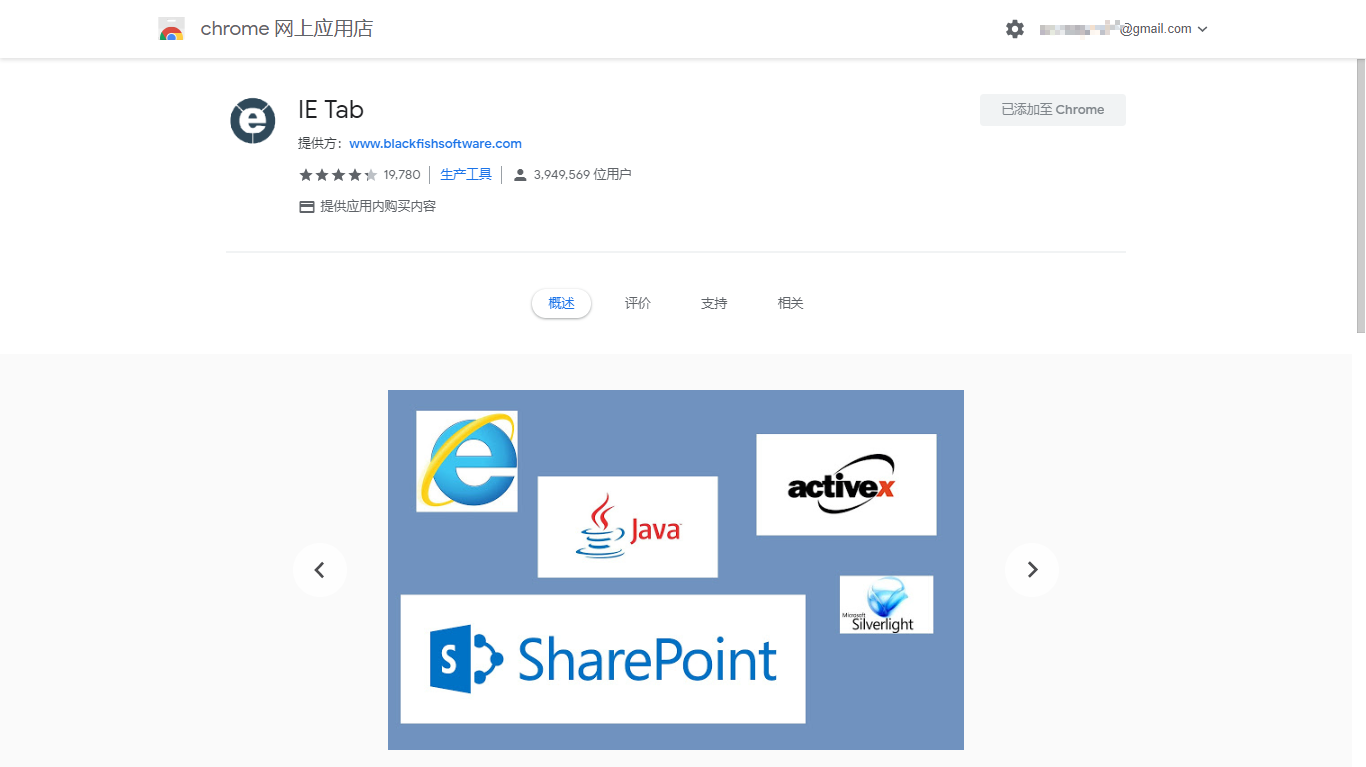 chrome 网上应用店
@gmail.com
IE Tab
已添加至 Chrome
提供方：www.blackfishsoftware.com
19,780 生产工具 3,949,569 位用户
提供应用内购买内容
概述 评价 支持 相关
activex
Java
Microsoft
Silverlight
S SharePoint